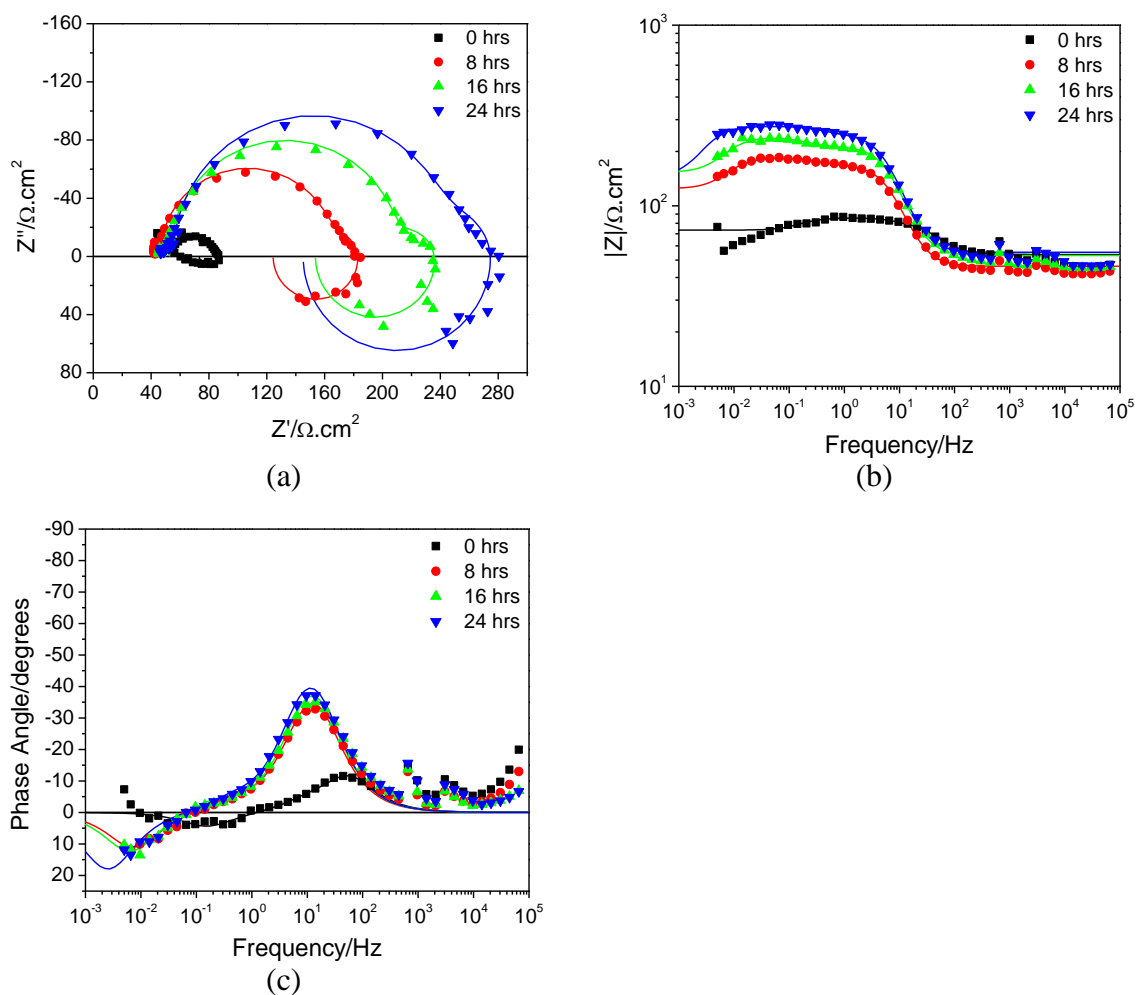 -160
-120
-80
-40
0
40
80
0 40 80 120 160 200 240 280
Z''/Ω.cm²
Z'/Ω.cm²
0 hrs
8 hrs
16 hrs
24 hrs
(a)
10³
10²
10¹
10⁻³ 10⁻² 10⁻¹ 10⁰ 10¹ 10² 10³ 10⁴ 10⁵
|Z|/Ω.cm²
Frequency/Hz
0 hrs
8 hrs
16 hrs
24 hrs
(b)
-90
-80
-70
-60
-50
-40
-30
-20
-10
0
10
20
10⁻³ 10⁻² 10⁻¹ 10⁰ 10¹ 10² 10³ 10⁴ 10⁵
Phase Angle/degrees
Frequency/Hz
0 hrs
8 hrs
16 hrs
24 hrs
(c)